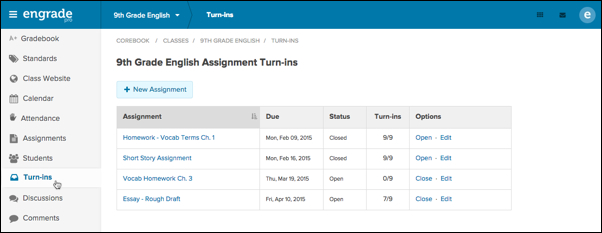 engrade
pro
9th Grade English
Turn-ins
e
A+ Gradebook
Standards
Class Website
Calendar
Attendance
Assignments
Students
Turn-ins
Discussions
Comments
COREBOOK / CLASSES / 9TH GRADE ENGLISH / TURN-INS
9th Grade English Assignment Turn-ins
+ New Assignment
Assignment Due Status Turn-ins Options
Homework - Vocab Terms Ch. 1 Mon, Feb 09, 2015 Closed 9/9 Open - Edit
Short Story Assignment Mon, Feb 16, 2015 Closed 9/9 Open - Edit
Vocab Homework Ch. 3 Thu, Mar 19, 2015 Open 0/9 Close - Edit
Essay - Rough Draft Fri, Apr 10, 2015 Open 7/9 Close - Edit